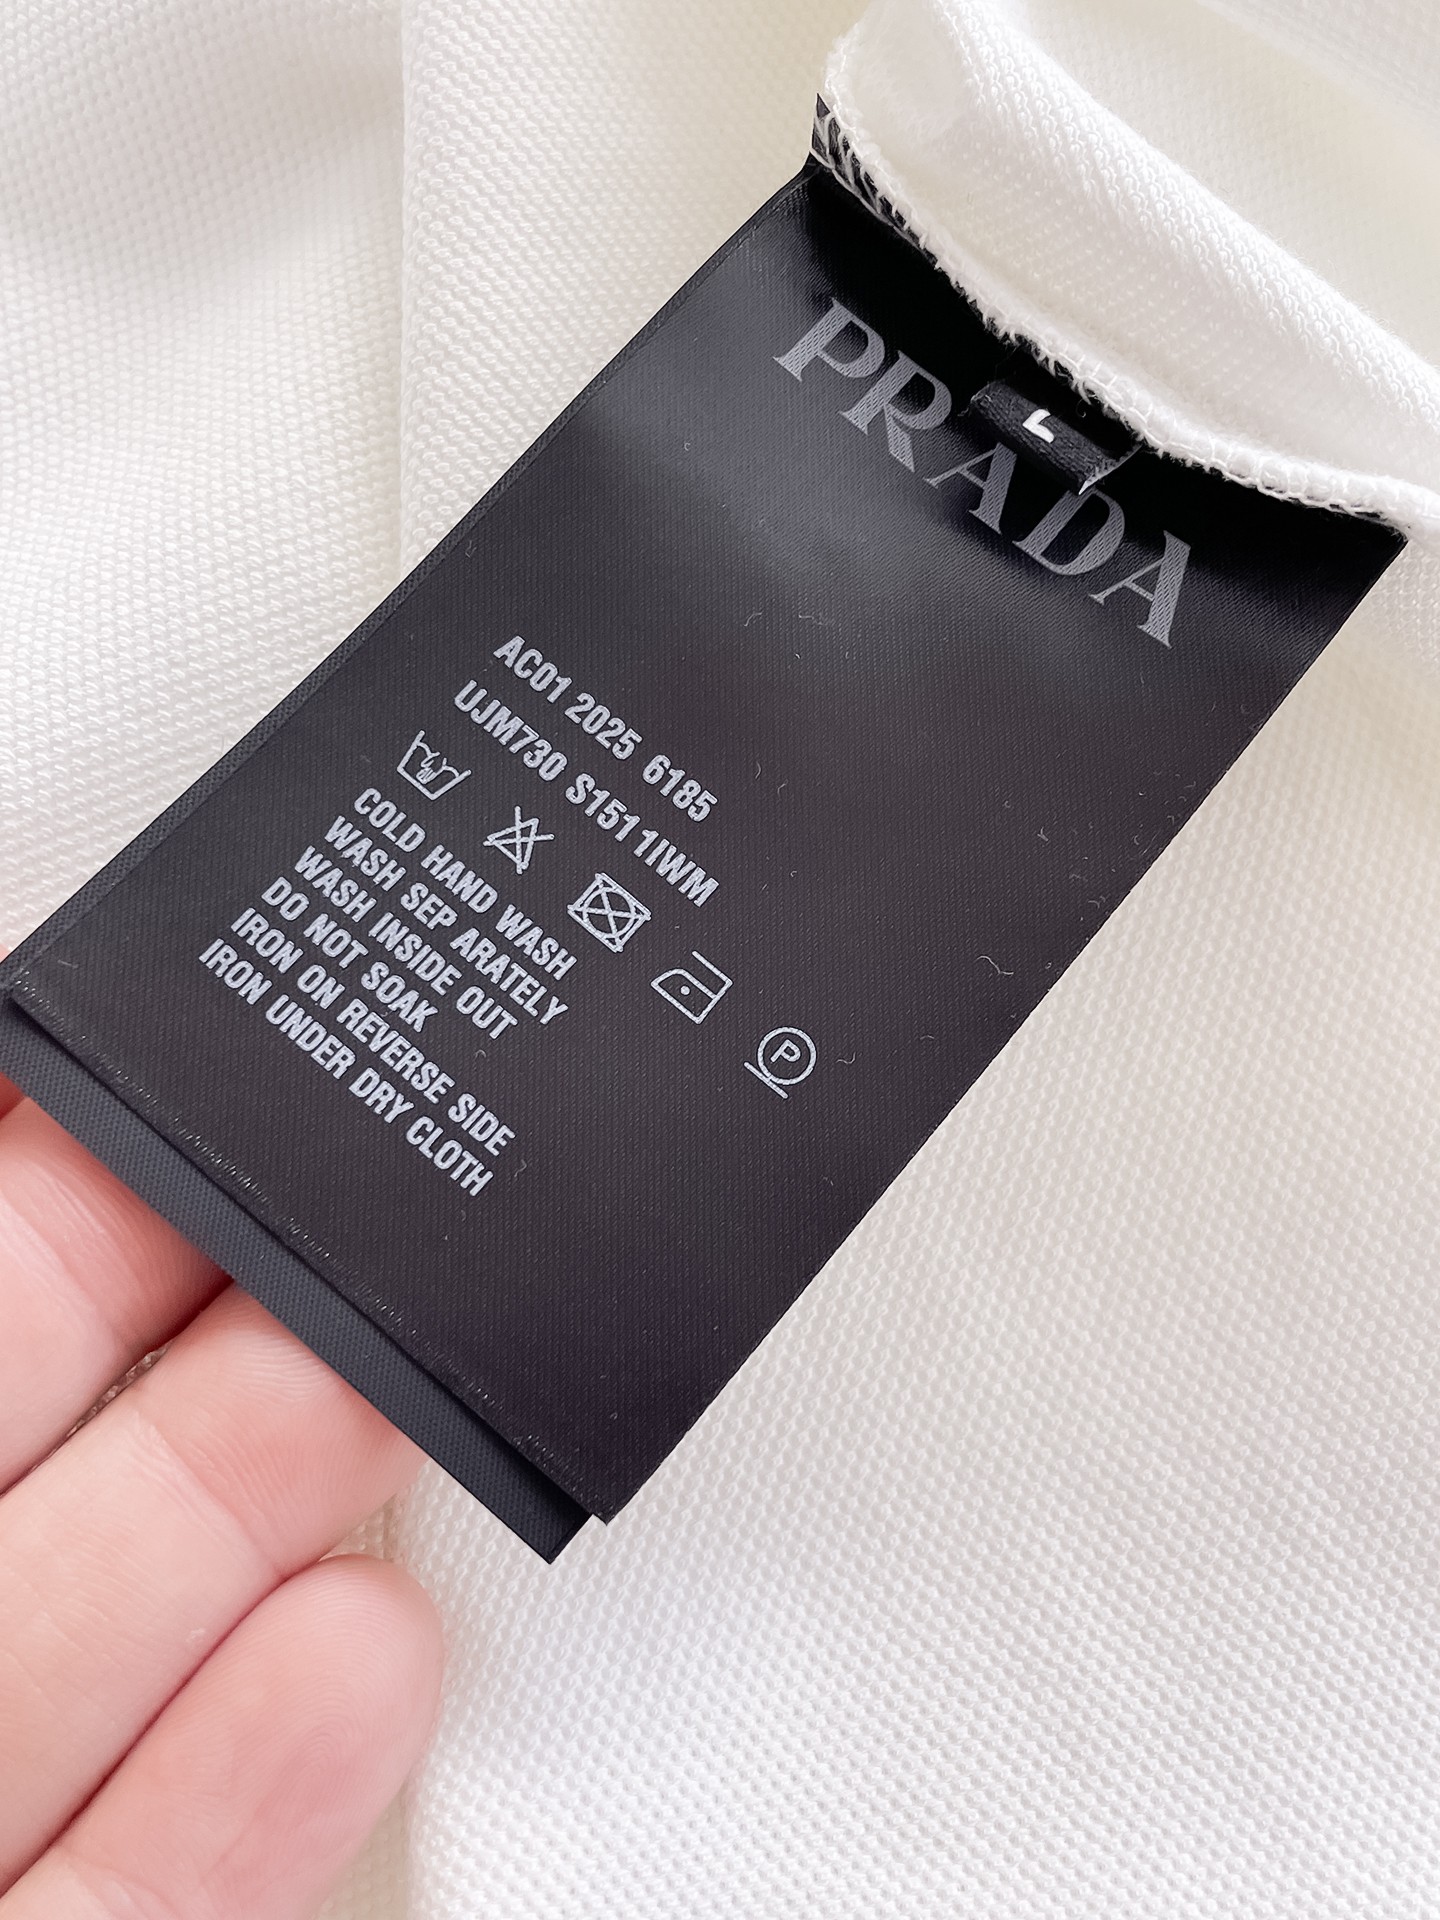 PRADA
L
AC01 2025 6185
UJM730 S151 1IWM
P
COLD HAND WASH
WASH SEP ARATELY
WASH INSIDE OUT
DO NOT SOAK
IRON ON REVERSE SIDE
IRON UNDER DRY CLOTH